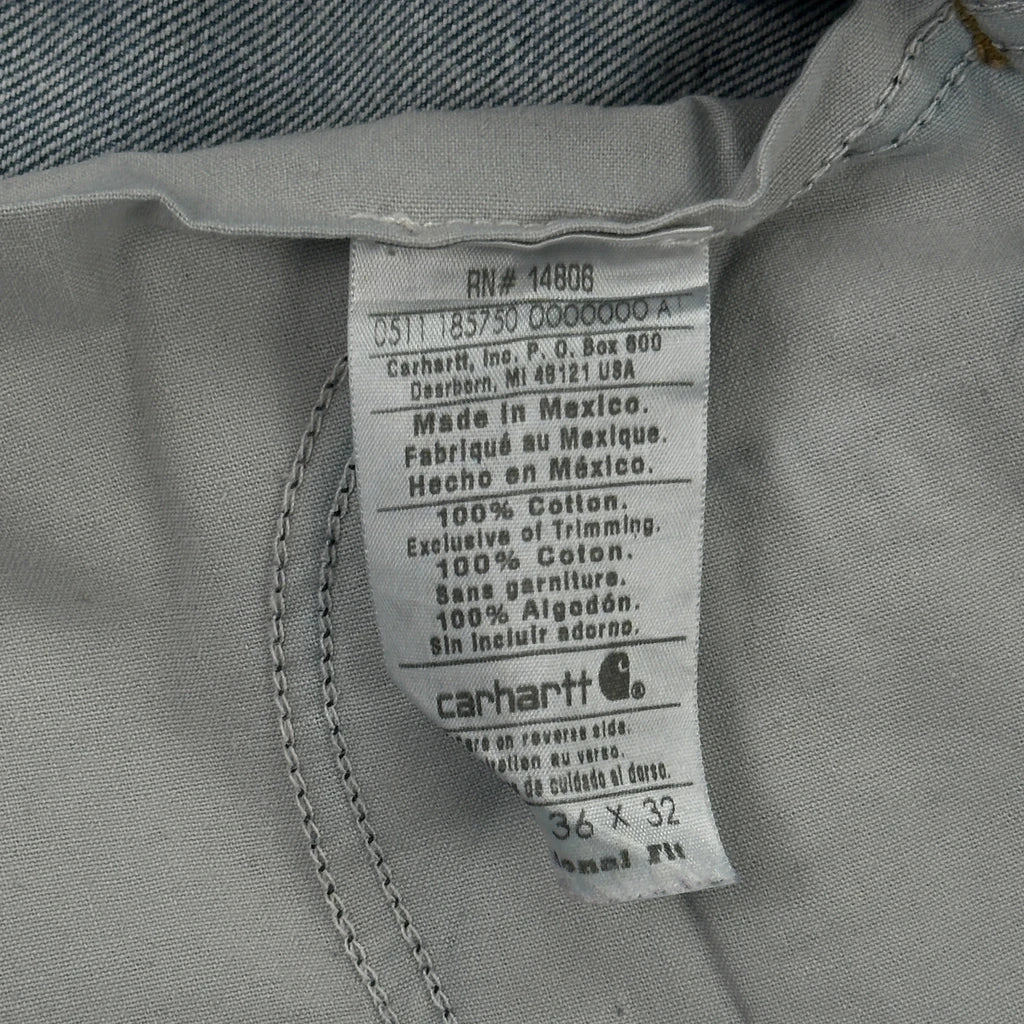 RN# 14806
0511 185750 0000000 A1
Carhartt, Inc. P. O. Box 600
Dearborn, MI 48121 USA
Made in Mexico.
Fabriqué au Mexique.
Hecho en México.
100% Cotton.
Exclusive of Trimming.
100% Coton.
Sans garniture.
100% Algodón.
Sin incluir adorno.
carhartt®
on reverse side.
au verso.
de cuidado al dorso.
36 X 32
Fit